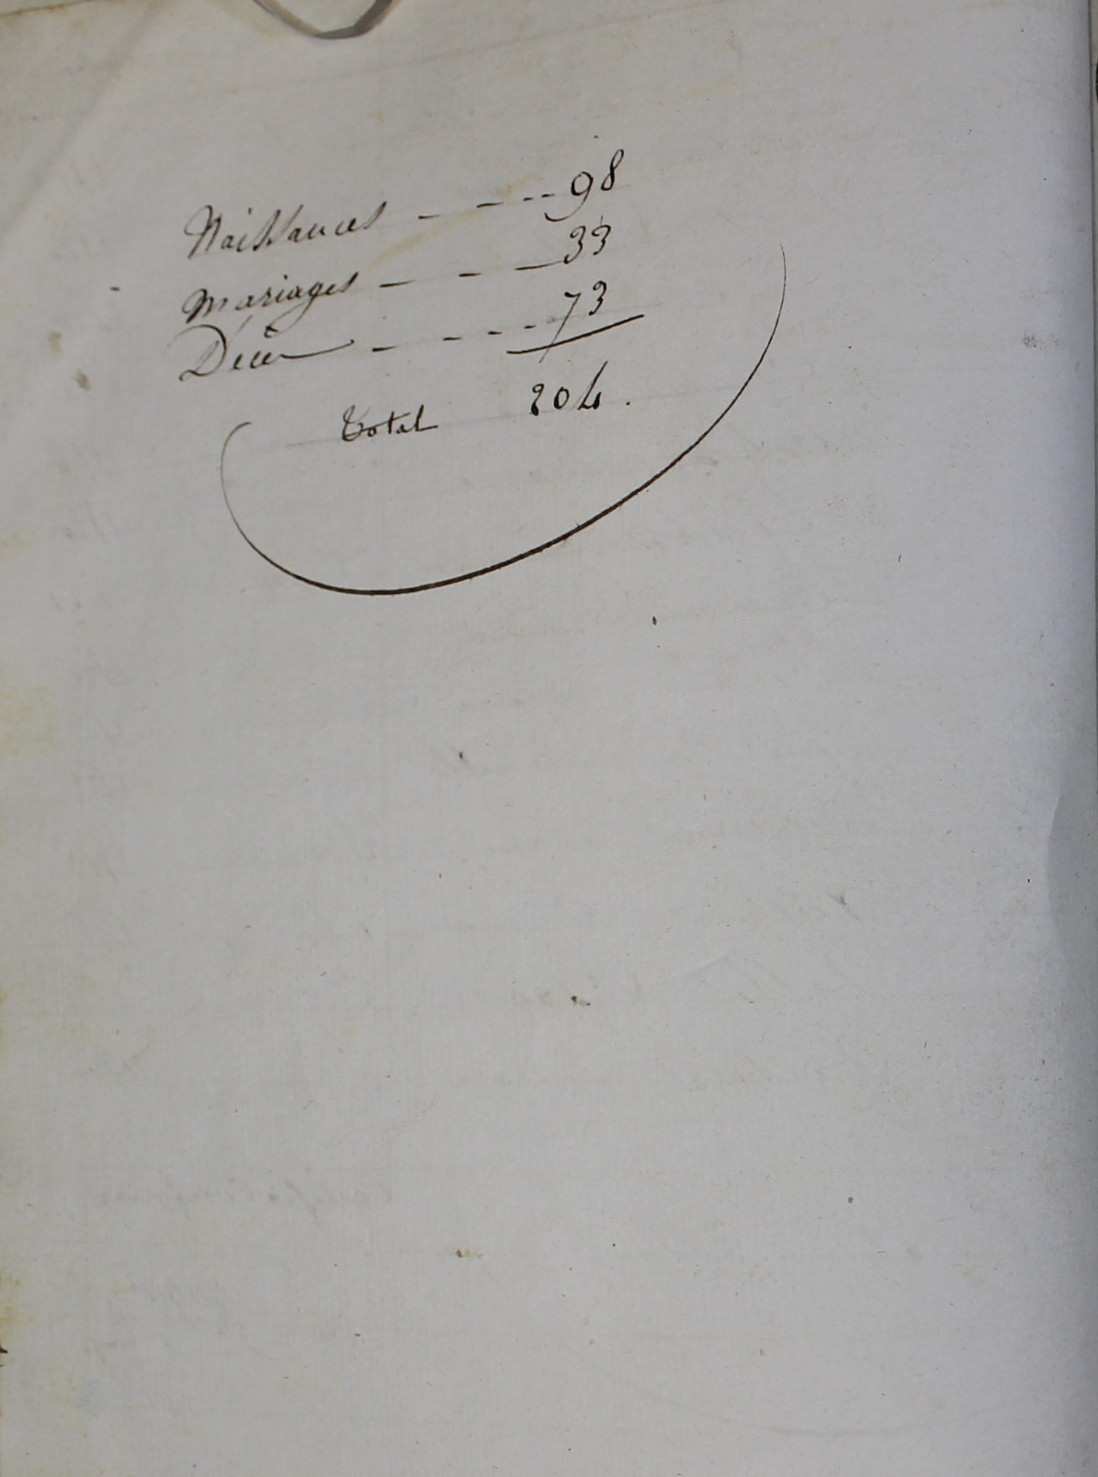 Naissances - - - - 98
Mariages - - - 33
Décès - - - - - 73
Total 204.